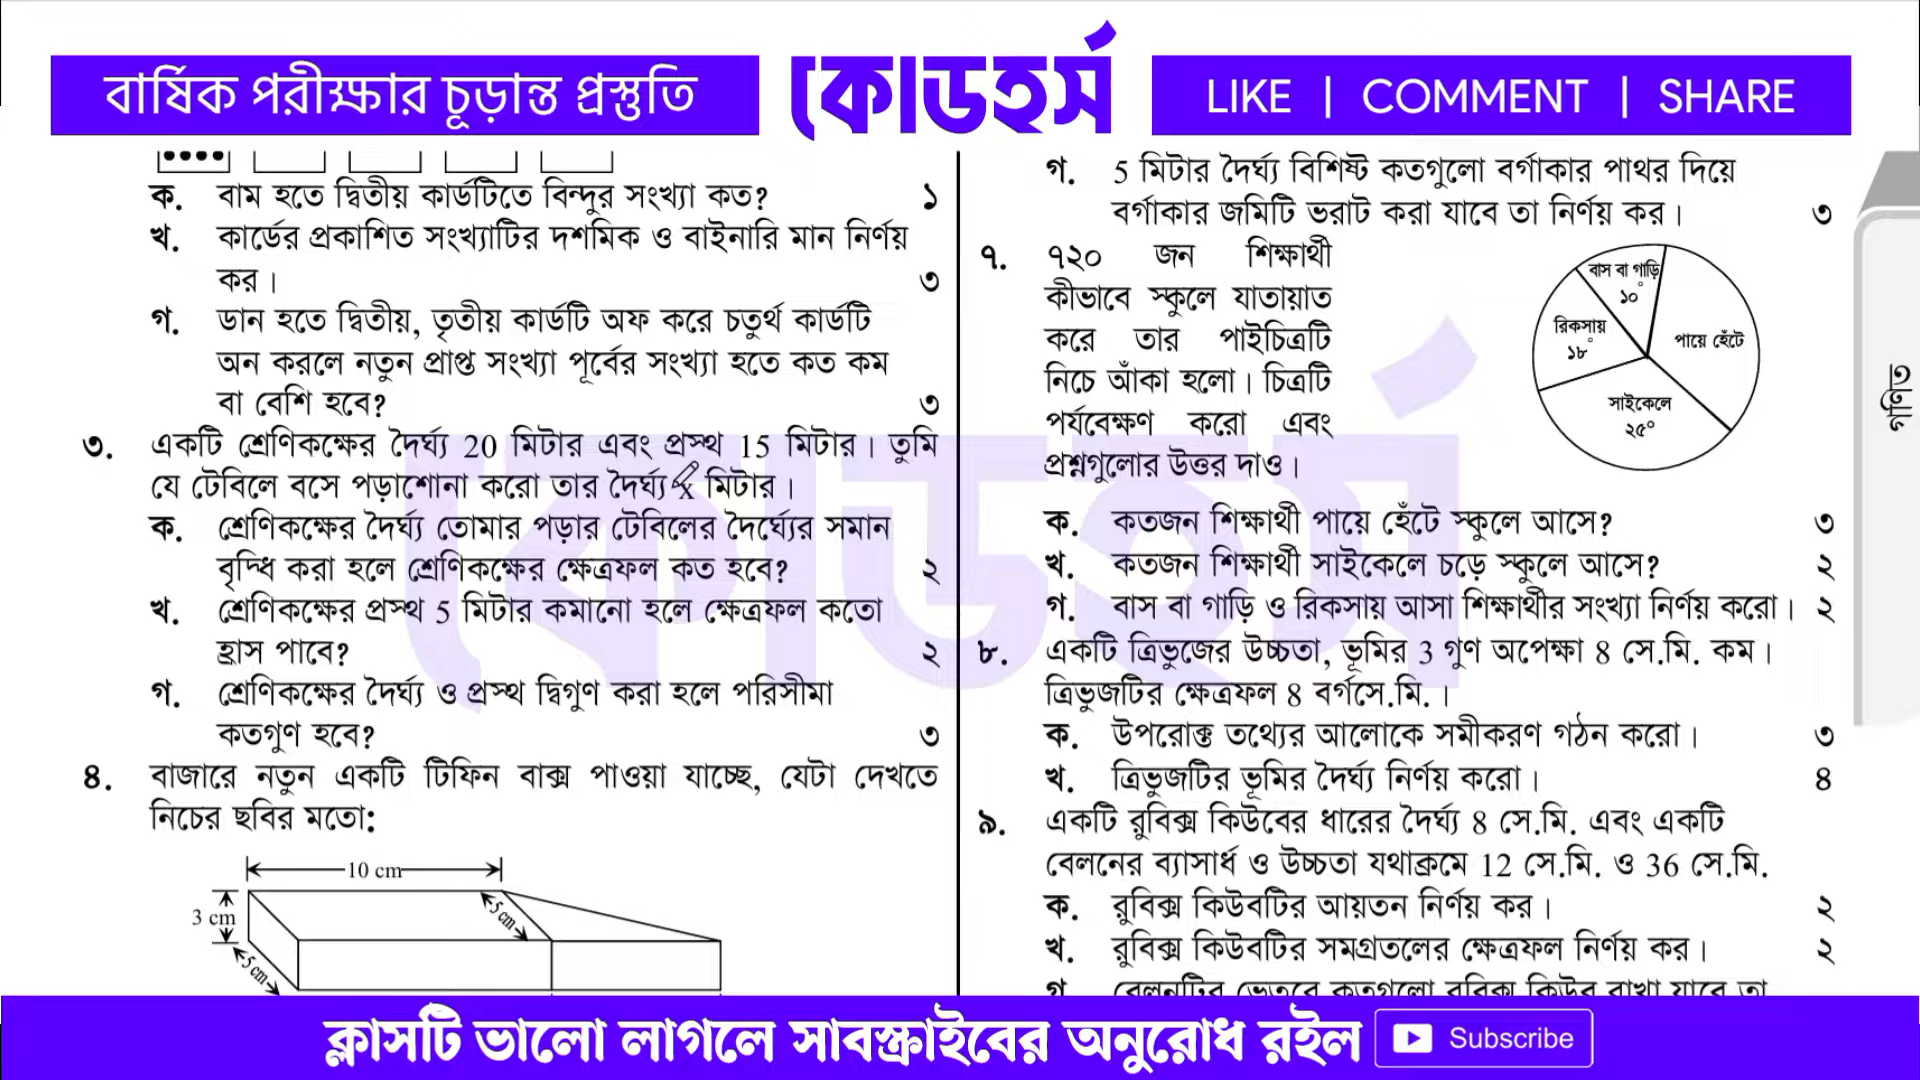 বার্ষিক পরীক্ষার চূড়ান্ত প্রস্তুতি
কোডহর্স
LIKE | COMMENT | SHARE
ক. বাম হতে দ্বিতীয় কার্ডটিতে বিন্দুর সংখ্যা কত? ১
খ. কার্ডের প্রকাশিত সংখ্যাটির দশমিক ও বাইনারি মান নির্ণয়
কর। ৩
গ. ডান হতে দ্বিতীয়, তৃতীয় কার্ডটি অফ করে চতুর্থ কার্ডটি
অন করলে নতুন প্রাপ্ত সংখ্যা পূর্বের সংখ্যা হতে কত কম
বা বেশি হবে? ৩
৩. একটি শ্রেণিকক্ষের দৈর্ঘ্য 20 মিটার এবং প্রস্থ 15 মিটার। তুমি
যে টেবিলে বসে পড়াশোনা করো তার দৈর্ঘ্য x মিটার।
ক. শ্রেণিকক্ষের দৈর্ঘ্য তোমার পড়ার টেবিলের দৈর্ঘ্যের সমান
বৃদ্ধি করা হলে শ্রেণিকক্ষের ক্ষেত্রফল কত হবে? ২
খ. শ্রেণিকক্ষের প্রস্থ 5 মিটার কমানো হলে ক্ষেত্রফল কতো
হ্রাস পাবে? ২
গ. শ্রেণিকক্ষের দৈর্ঘ্য ও প্রস্থ দ্বিগুণ করা হলে পরিসীমা
কতগুণ হবে? ৩
৪. বাজারে নতুন একটি টিফিন বাক্স পাওয়া যাচ্ছে, যেটা দেখতে
নিচের ছবির মতো:
10 cm
3 cm
5 cm
5 cm
গ. 5 মিটার দৈর্ঘ্য বিশিষ্ট কতগুলো বর্গাকার পাথর দিয়ে
বর্গাকার জমিটি ভরাট করা যাবে তা নির্ণয় কর। ৩
৭. ৭২০ জন শিক্ষার্থী
কীভাবে স্কুলে যাতায়াত
করে তার পাইচিত্রটি
নিচে আঁকা হলো। চিত্রটি
পর্যবেক্ষণ করো এবং
প্রশ্নগুলোর উত্তর দাও।
বাস বা গাড়ি
১০°
রিকসায়
১৮°
পায়ে হেঁটে
সাইকেলে
২৫°
ক. কতজন শিক্ষার্থী পায়ে হেঁটে স্কুলে আসে? ৩
খ. কতজন শিক্ষার্থী সাইকেলে চড়ে স্কুলে আসে? ২
গ. বাস বা গাড়ি ও রিকসায় আসা শিক্ষার্থীর সংখ্যা নির্ণয় করো। ২
৮. একটি ত্রিভুজের উচ্চতা, ভূমির 3 গুণ অপেক্ষা 8 সে.মি. কম।
ত্রিভুজটির ক্ষেত্রফল 8 বর্গসে.মি.।
ক. উপরোক্ত তথ্যের আলোকে সমীকরণ গঠন করো। ৩
খ. ত্রিভুজটির ভূমির দৈর্ঘ্য নির্ণয় করো। ৪
৯. একটি রুবিক্স কিউবের ধারের দৈর্ঘ্য 8 সে.মি. এবং একটি
বেলনের ব্যাসার্ধ ও উচ্চতা যথাক্রমে 12 সে.মি. ও 36 সে.মি.
ক. রুবিক্স কিউবটির আয়তন নির্ণয় কর। ২
খ. রুবিক্স কিউবটির সমগ্রতলের ক্ষেত্রফল নির্ণয় কর। ২
গ. বেলনটির ভেতরে কতগুলো রুবিক্স কিউব রাখা যাবে তা
গণিত
কোডহর্স
ক্লাসটি ভালো লাগলে সাবস্ক্রাইবের অনুরোধ রইল
Subscribe